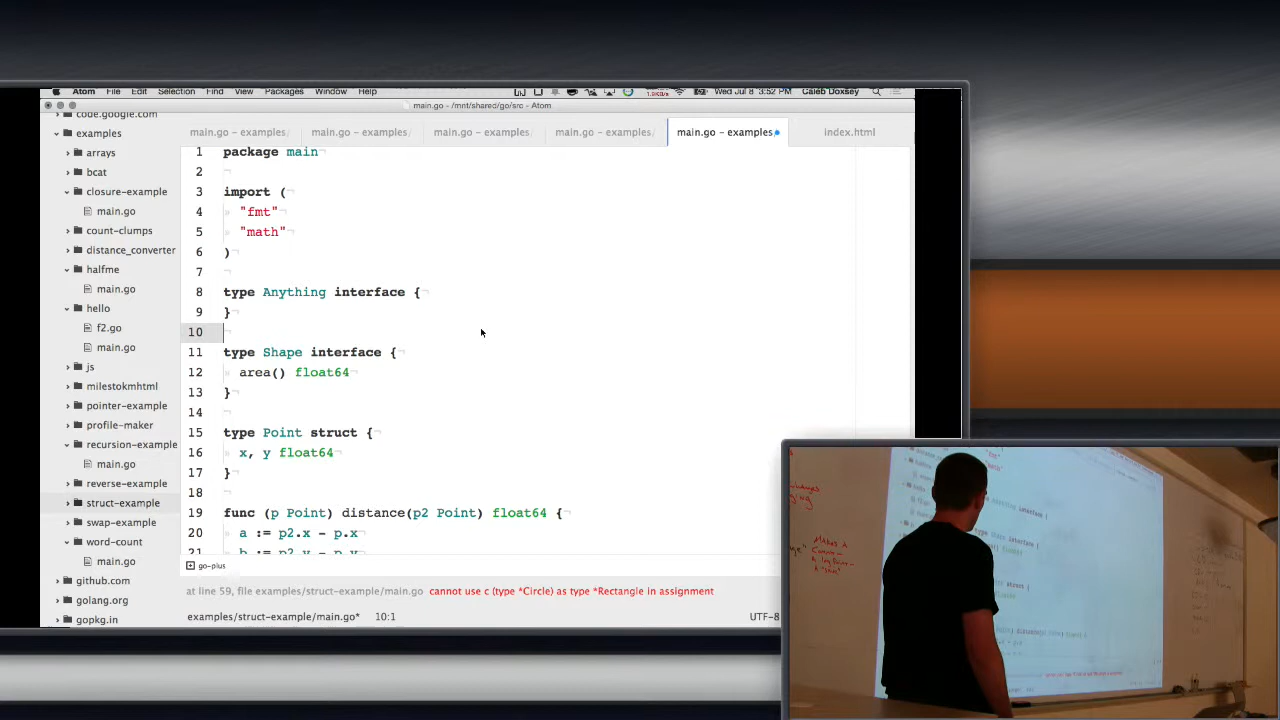 Atom File Edit Selection Find View Packages Window Help Wed Jul 8 3:52 PM Caleb Doxsey
main.go - /mnt/shared/go/src - Atom
code.google.com
examples
arrays
bcat
closure-example
main.go
count-clumps
distance_converter
halfme
main.go
hello
f2.go
main.go
js
milestokmhtml
pointer-example
profile-maker
recursion-example
main.go
reverse-example
struct-example
swap-example
word-count
main.go
github.com
golang.org
gopkg.in
main.go - examples/ main.go - examples/ main.go - examples/ main.go - examples/ main.go - examples index.html
1 package main
2
3 import (
4 "fmt"
5 "math"
6 )
7
8 type Anything interface {
9 }
10
11 type Shape interface {
12 area() float64
13 }
14
15 type Point struct {
16 x, y float64
17 }
18
19 func (p Point) distance(p2 Point) float64 {
20 a := p2.x - p.x
21 b := p2.y - p.y
go-plus
at line 59, file examples/struct-example/main.go cannot use c (type *Circle) as type *Rectangle in assignment
examples/struct-example/main.go* 10:1 UTF-8